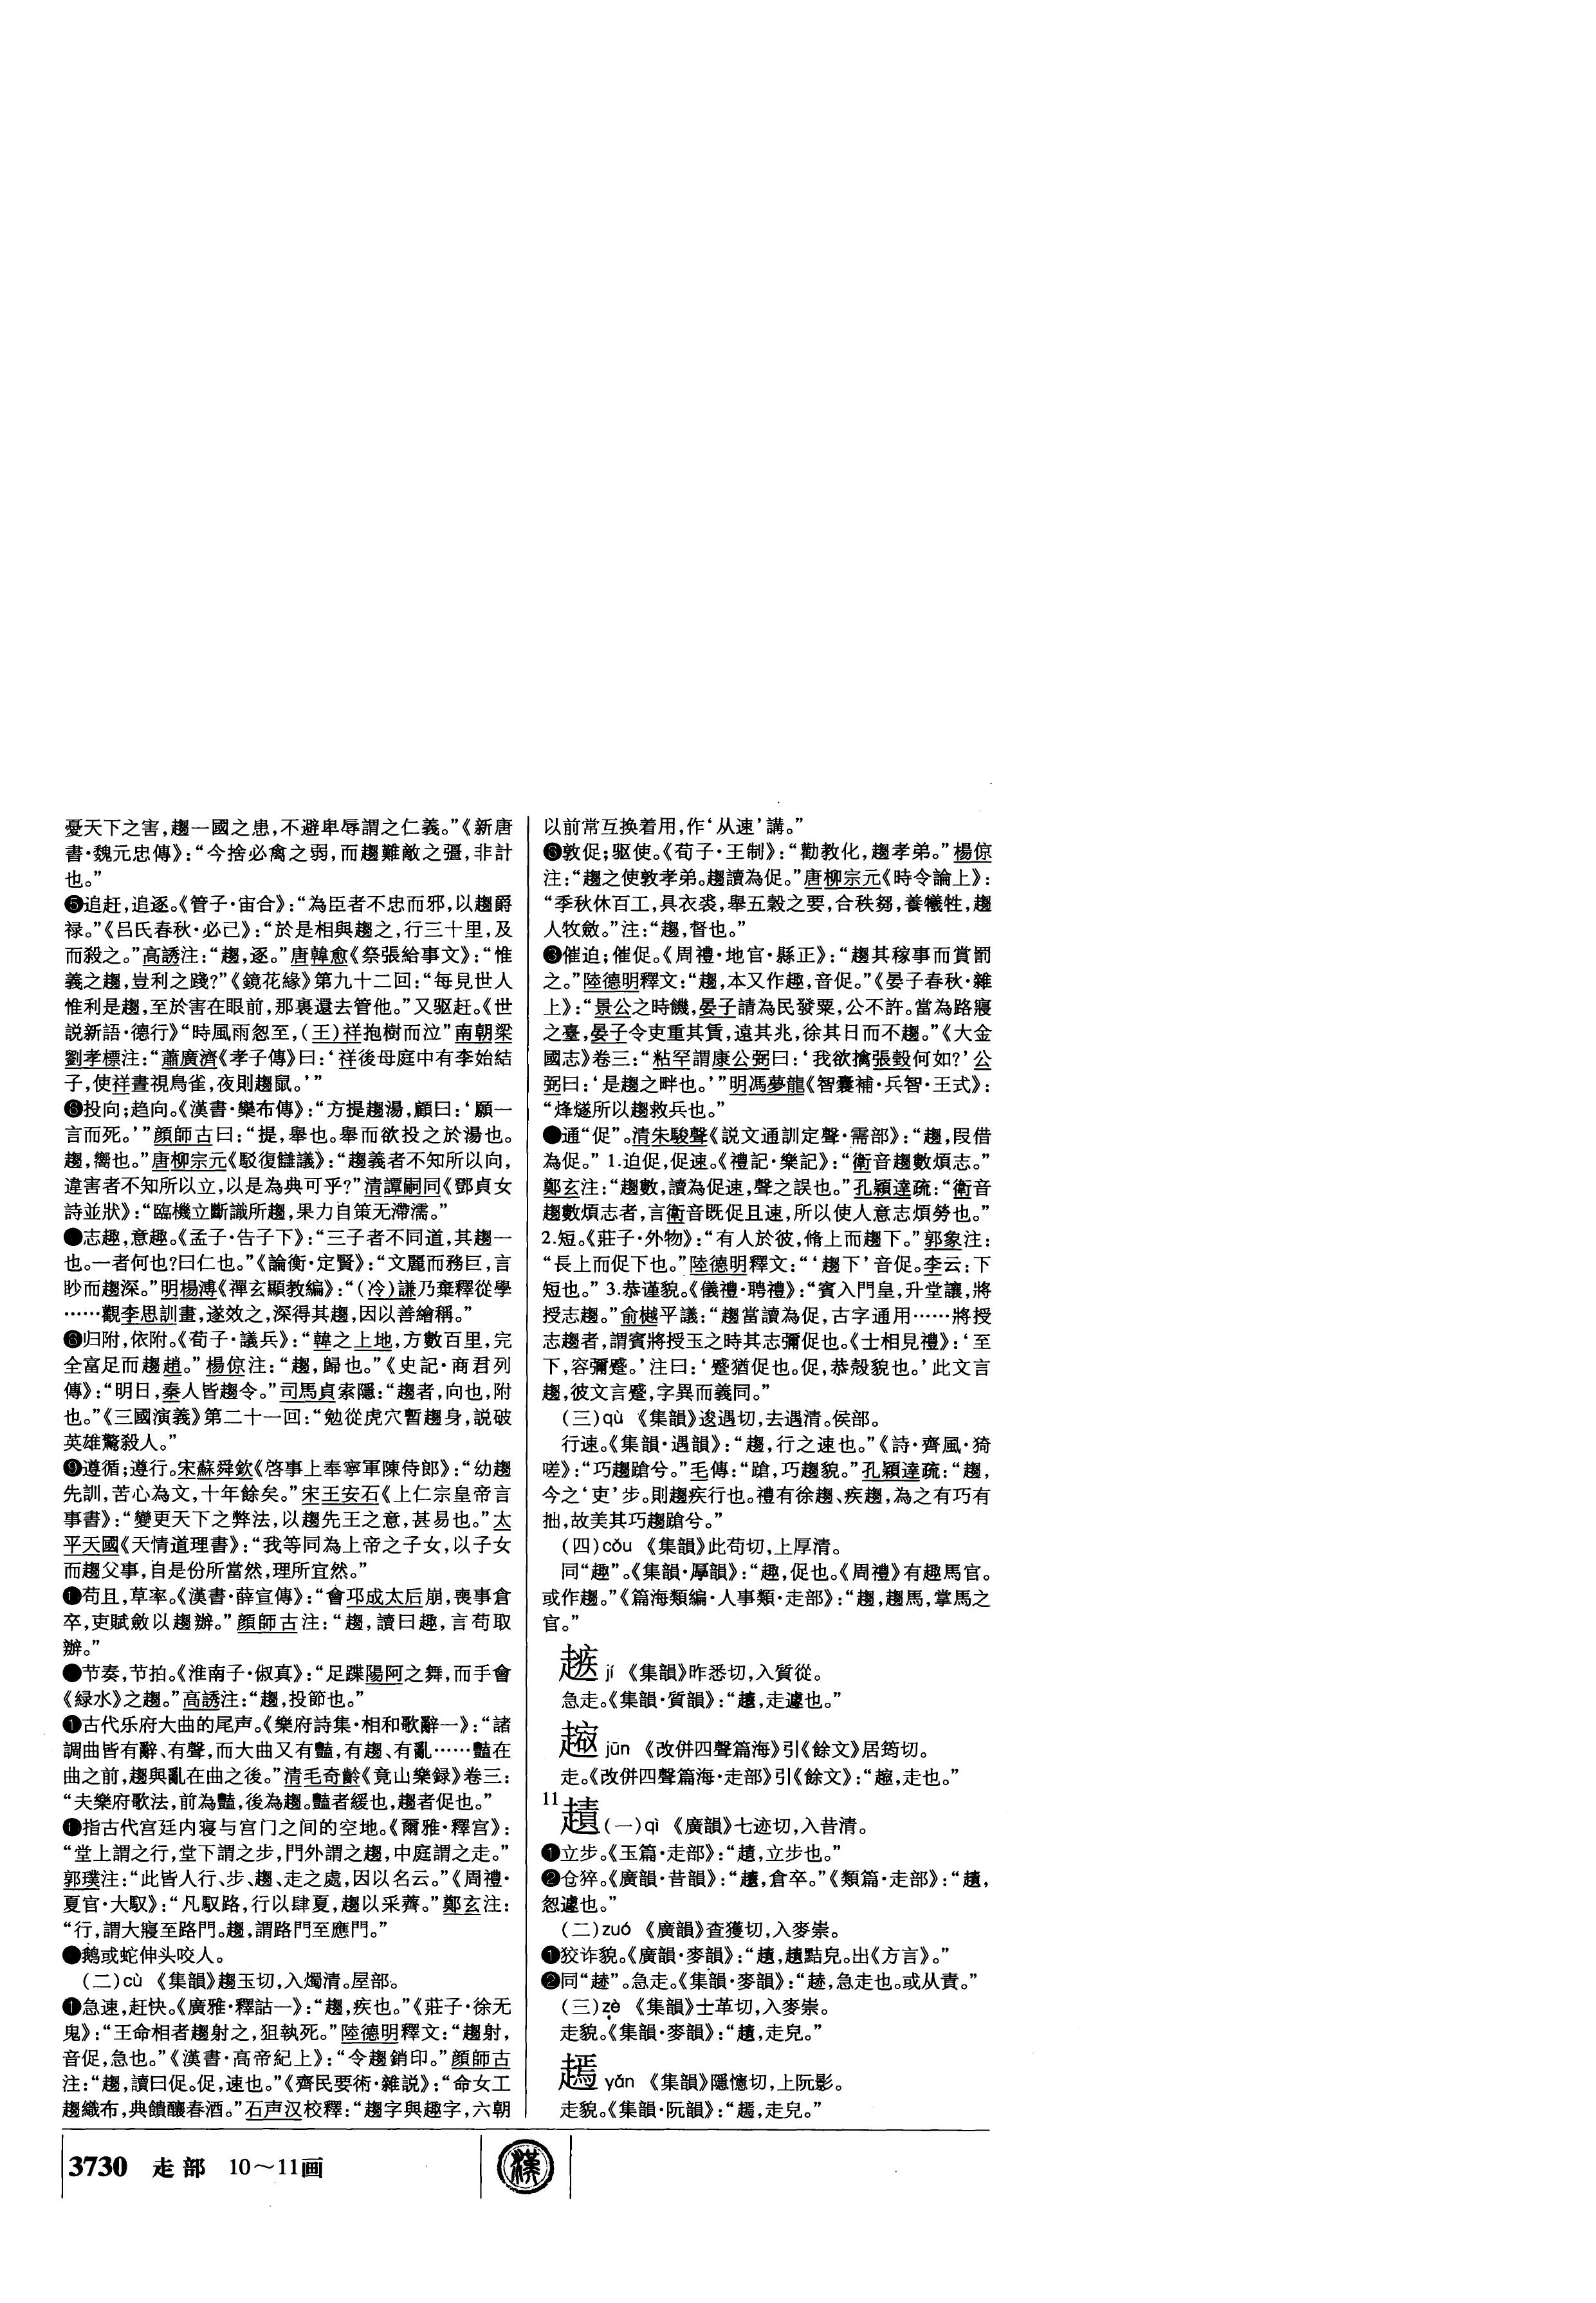 憂天下之害,趨一國之患,不避卑辱謂之仁義。”《新唐
書·魏元忠傳》:“今捨必禽之弱,而趨難敵之彊,非計
也。”
❺追赶,追逐。《管子·宙合》:“為臣者不忠而邪,以趨爵
禄。”《吕氏春秋·必己》:“於是相與趨之,行三十里,及
而殺之。”高誘注:“趨,逐。”唐韓愈《祭張給事文》:“惟
義之趨,豈利之踐?”《鏡花緣》第九十二回:“每見世人
惟利是趨,至於害在眼前,那裏還去管他。”又驱赶。《世
説新語·德行》“時風雨忽至,(王)祥抱樹而泣”南朝梁
劉孝標注:“蕭廣濟《孝子傳》曰:‘祥後母庭中有李始結
子,使祥晝視鳥雀,夜則趨鼠。’”
❻投向;趋向。《漢書·欒布傳》:“方提趨湯,顧曰:‘願一
言而死。’”顔師古曰:“提,舉也。舉而欲投之於湯也。
趨,嚮也。”唐柳宗元《駁復讎議》:“趨義者不知所以向,
違害者不知所以立,以是為典可乎?”清譚嗣同《鄧貞女
詩並狀》:“臨機立斷識所趨,果力自策无滯濡。”
●志趣,意趣。《孟子·告子下》:“三子者不同道,其趨一
也。一者何也?曰仁也。”《論衡·定賢》:“文麗而務巨,言
眇而趨深。”明楊溥《禪玄顯教編》:“(冷)謙乃棄釋從學
……觀李思訓畫,遂效之,深得其趨,因以善繪稱。”
❻归附,依附。《荀子·議兵》:“韓之上地,方數百里,完
全富足而趨趙。”楊倞注:“趨,歸也。”《史記·商君列
傳》:“明日,秦人皆趨令。”司馬貞索隱:“趨者,向也,附
也。”《三國演義》第二十一回:“勉從虎穴暫趨身,説破
英雄驚殺人。”
❾遵循;遵行。宋蘇舜欽《啓事上奉寧軍陳侍郎》:“幼趨
先訓,苦心為文,十年餘矣。”宋王安石《上仁宗皇帝言
事書》:“變更天下之弊法,以趨先王之意,甚易也。”太
平天國《天情道理書》:“我等同為上帝之子女,以子女
而趨父事,自是份所當然,理所宜然。”
❶苟且,草率。《漢書·薛宣傳》:“會邛成太后崩,喪事倉
卒,吏賦斂以趨辦。”顔師古注:“趨,讀曰趣,言苟取
辦。”
●节奏,节拍。《淮南子·俶真》:“足蹀陽阿之舞,而手會
《緑水》之趨。”高誘注:“趨,投節也。”
❶古代乐府大曲的尾声。《樂府詩集·相和歌辭一》:“諸
調曲皆有辭、有聲,而大曲又有豔,有趨、有亂……豔在
曲之前,趨與亂在曲之後。”清毛奇齡《竟山樂録》卷三:
“夫樂府歌法,前為豔,後為趨。豔者緩也,趨者促也。”
❶指古代宫廷内寝与宫门之间的空地。《爾雅·釋宫》:
“堂上謂之行,堂下謂之步,門外謂之趨,中庭謂之走。”
郭璞注:“此皆人行、步、趨、走之處,因以名云。”《周禮·
夏官·大馭》:“凡馭路,行以肆夏,趨以采薺。”鄭玄注:
“行,謂大寢至路門。趨,謂路門至應門。”
●鹅或蛇伸头咬人。
(二)cù 《集韻》趨玉切,入燭清。屋部。
❶急速,赶快。《廣雅·釋詁一》:“趨,疾也。”《莊子·徐无
鬼》:“王命相者趨射之,狙執死。”陸德明釋文:“趨射,
音促,急也。”《漢書·高帝紀上》:“令趨銷印。”顔師古
注:“趨,讀曰促。促,速也。”《齊民要術·雜説》:“命女工
趨織布,典饋釀春酒。”石声汉校釋:“趨字與趣字,六朝
以前常互换着用,作‘从速’講。”
❻敦促;驱使。《荀子·王制》:“勸教化,趨孝弟。”楊倞
注:“趨之使敦孝弟。趨讀為促。”唐柳宗元《時令論上》:
“季秋休百工,具衣裘,舉五穀之要,合秩芻,養犧牲,趨
人牧斂。”注:“趨,督也。”
❸催迫;催促。《周禮·地官·縣正》:“趨其稼事而賞罰
之。”陸德明釋文:“趨,本又作趣,音促。”《晏子春秋·雜
上》:“景公之時饑,晏子請為民發粟,公不許。當為路寢
之臺,晏子令吏重其賃,遠其兆,徐其日而不趨。”《大金
國志》卷三:“粘罕謂康公弼曰:‘我欲擒張瑴何如?’公
弼曰:‘是趨之畔也。’”明馮夢龍《智囊補·兵智·王式》:
“烽燧所以趨救兵也。”
●通“促”。清朱駿聲《説文通訓定聲·需部》:“趨,叚借
為促。”1.迫促,促速。《禮記·樂記》:“衛音趨數煩志。”
鄭玄注:“趨數,讀為促速,聲之誤也。”孔穎達疏:“衛音
趨數煩志者,言衛音既促且速,所以使人意志煩勞也。”
2.短。《莊子·外物》:“有人於彼,脩上而趨下。”郭象注:
“長上而促下也。”陸德明釋文:“‘趨下’音促。李云:下
短也。”3.恭谨貌。《儀禮·聘禮》:“賓入門皇,升堂讓,將
授志趨。”俞樾平議:“趨當讀為促,古字通用……將授
志趨者,謂賓將授玉之時其志彌促也。《士相見禮》:‘至
下,容彌蹙。’注曰:‘蹙猶促也。促,恭慤貌也。’此文言
趨,彼文言蹙,字異而義同。”
(三)qù 《集韻》逡遇切,去遇清。侯部。
行速。《集韻·遇韻》:“趨,行之速也。”《詩·齊風·猗
嗟》:“巧趨蹌兮。”毛傳:“蹌,巧趨貌。”孔穎達疏:“趨,
今之‘吏’步。則趨疾行也。禮有徐趨、疾趨,為之有巧有
拙,故美其巧趨蹌兮。”
(四)cǒu 《集韻》此苟切,上厚清。
同“趣”。《集韻·厚韻》:“趣,促也。《周禮》有趣馬官。
或作趨。”《篇海類編·人事類·走部》:“趨,趨馬,掌馬之
官。”
jí 《集韻》昨悉切,入質從。
急走。《集韻·質韻》:“走遽也。”
jūn 《改併四聲篇海》引《餘文》居筠切。
走。《改併四聲篇海·走部》引《餘文》:“走也。”
11
䞣(一)qì 《廣韻》七迹切,入昔清。
❶立步。《玉篇·走部》:“䞣,立步也。”
❷仓猝。《廣韻·昔韻》:“䞣,倉卒。”《類篇·走部》:“䞣,
忽遽也。”
(二)zuó 《廣韻》查獲切,入麥崇。
❶狡诈貌。《廣韻·麥韻》:“䞣,䞣㸃皃。出《方言》。”
❷同“䞡”。急走。《集韻·麥韻》:“急走也。或从責。”
(三)zè 《集韻》士革切,入麥崇。
走貌。《集韻·麥韻》:“䞣,走皃。”
yǎn 《集韻》隱幰切,上阮影。
走貌。《集韻·阮韻》:“走皃。”
3730 走部 10～11画
漢